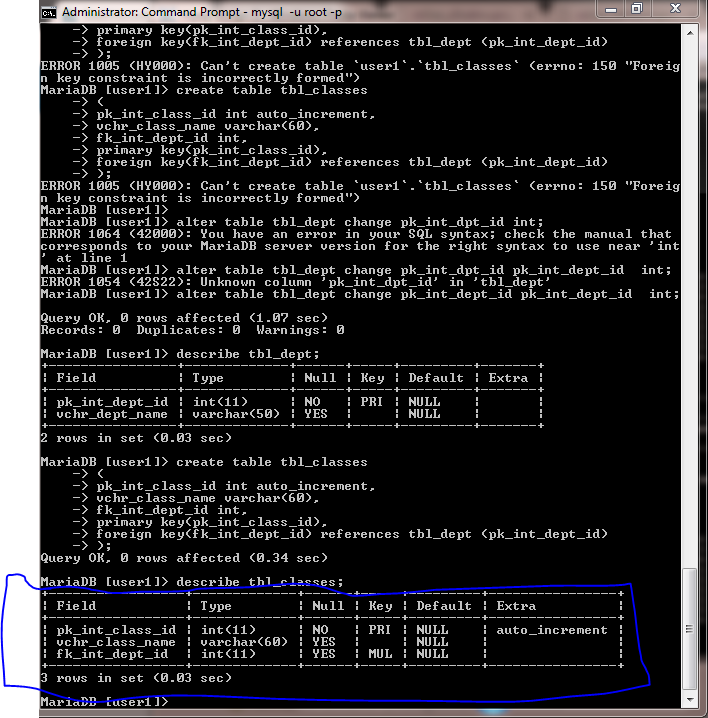 Administrator: Command Prompt - mysql -u root -p
-> primary key(pk_int_class_id),
-> foreign key(fk_int_dept_id) references tbl_dept (pk_int_dept_id)
-> );
ERROR 1005 (HY000): Can't create table `user1`.`tbl_classes` (errno: 150 "Foreig
n key constraint is incorrectly formed")
MariaDB [user1]> create table tbl_classes
-> (
-> pk_int_class_id int auto_increment,
-> vchr_class_name varchar(60),
-> fk_int_dept_id int,
-> primary key(pk_int_class_id),
-> foreign key(fk_int_dept_id) references tbl_dept (pk_int_dept_id)
-> );
ERROR 1005 (HY000): Can't create table `user1`.`tbl_classes` (errno: 150 "Foreig
n key constraint is incorrectly formed")
MariaDB [user1]>
MariaDB [user1]> alter table tbl_dept change pk_int_dpt_id int;
ERROR 1064 (42000): You have an error in your SQL syntax; check the manual that
corresponds to your MariaDB server version for the right syntax to use near 'int
' at line 1
MariaDB [user1]> alter table tbl_dept change pk_int_dpt_id pk_int_dept_id  int;
ERROR 1054 (42S22): Unknown column 'pk_int_dpt_id' in 'tbl_dept'
MariaDB [user1]> alter table tbl_dept change pk_int_dept_id pk_int_dept_id  int;
Query OK, 0 rows affected (1.07 sec)
Records: 0  Duplicates: 0  Warnings: 0
MariaDB [user1]> describe tbl_dept;
| Field | Type | Null | Key | Default | Extra |
| pk_int_dept_id | int(11) | NO | PRI | NULL | |
| vchr_dept_name | varchar(50) | YES | | NULL | |
2 rows in set (0.03 sec)
MariaDB [user1]> create table tbl_classes
-> (
-> pk_int_class_id int auto_increment,
-> vchr_class_name varchar(60),
-> fk_int_dept_id int,
-> primary key(pk_int_class_id),
-> foreign key(fk_int_dept_id) references tbl_dept (pk_int_dept_id)
-> );
Query OK, 0 rows affected (0.34 sec)
MariaDB [user1]> describe tbl_classes;
| Field | Type | Null | Key | Default | Extra |
| pk_int_class_id | int(11) | NO | PRI | NULL | auto_increment |
| vchr_class_name | varchar(60) | YES | | NULL | |
| fk_int_dept_id | int(11) | YES | MUL | NULL | |
3 rows in set (0.03 sec)
MariaDB [user1]>